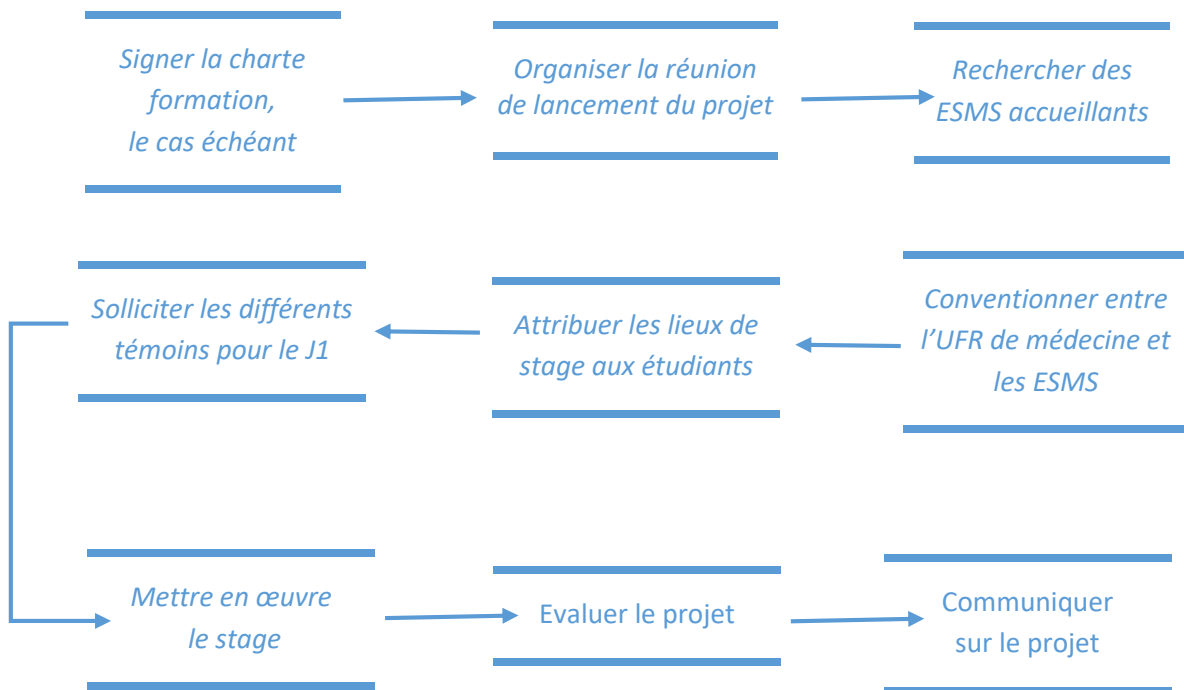 Signer la charte
formation,
le cas échéant
Organiser la réunion
de lancement du projet
Rechercher des
ESMS accueillants
Conventionner entre
l’UFR de médecine et
les ESMS
Attribuer les lieux de
stage aux étudiants
Solliciter les différents
témoins pour le J1
Mettre en œuvre
le stage
Evaluer le projet
Communiquer
sur le projet